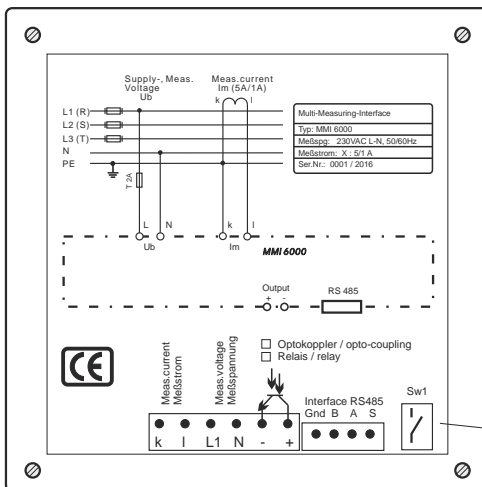 Supply-, Meas.
Voltage
Ub
Meas.current
Im (5A/1A)
k l
L1 (R)
L2 (S)
L3 (T)
N
PE
T 2A
Multi-Measuring-Interface
Typ: MMI 6000
Meßspg: 230VAC L-N, 50/60Hz
Meßstrom: X : 5/1 A
Ser.Nr.: 0001 / 2016
L N k l
Ub Im
MMI 6000
Output
+ -
RS 485
CE
Meas.current
Meßstrom
Meas.voltage
Meßspannung
Optokoppler / opto-coupling
Relais / relay
Interface RS485
Gnd B A S
Sw1
k l L1 N - +